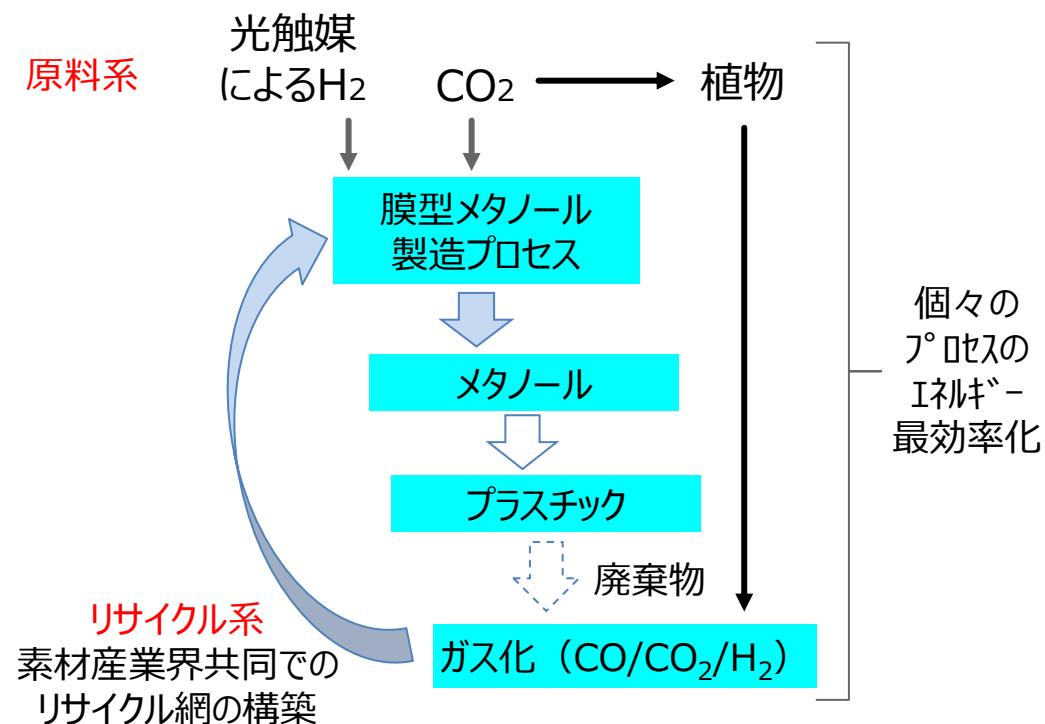 原料系
光触媒
によるH2
CO2
植物
膜型メタノール
製造プロセス
メタノール
プラスチック
廃棄物
ガス化（CO/CO2/H2）
リサイクル系
素材産業界共同での
リサイクル網の構築
個々の
ﾌﾟﾛｾｽの
ｴﾈﾙｷﾞｰ
最効率化